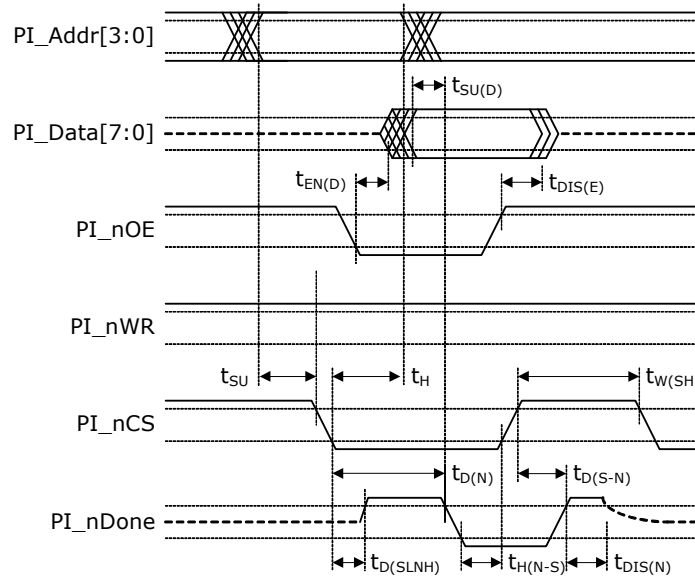 PI_Addr[3:0]
tSU(D)
PI_Data[7:0]
tEN(D)
tDIS(E)
PI_nOE
PI_nWR
tSU
tH
tW(SH
PI_nCS
tD(N)
tD(S-N)
PI_nDone
tD(SLNH)
tH(N-S)
tDIS(N)